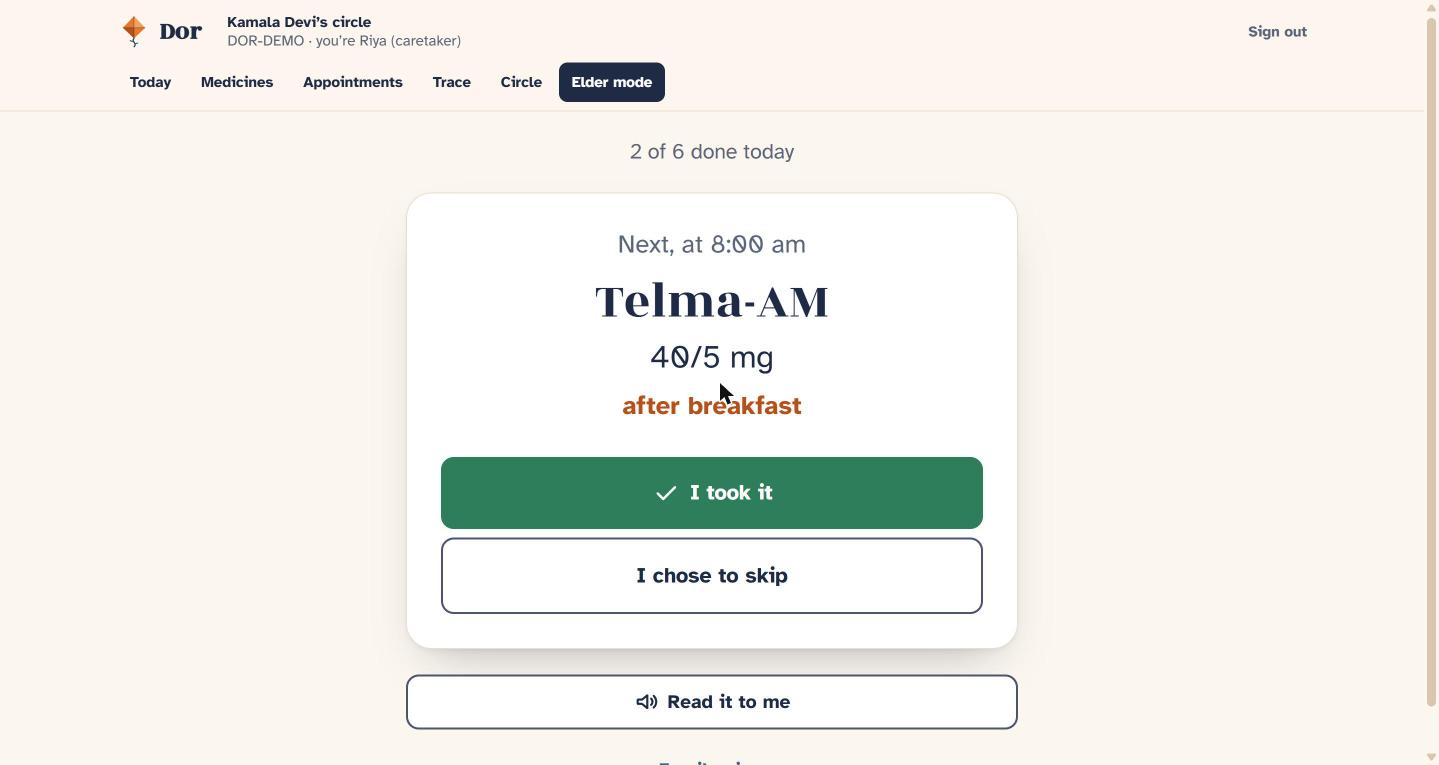 Dor
Kamala Devi’s circle
DOR-DEMO · you’re Riya (caretaker)
Sign out
Today
Medicines
Appointments
Trace
Circle
Elder mode
2 of 6 done today
Next, at 8:00 am
Telma-AM
40/5 mg
after breakfast
I took it
I chose to skip
Read it to me